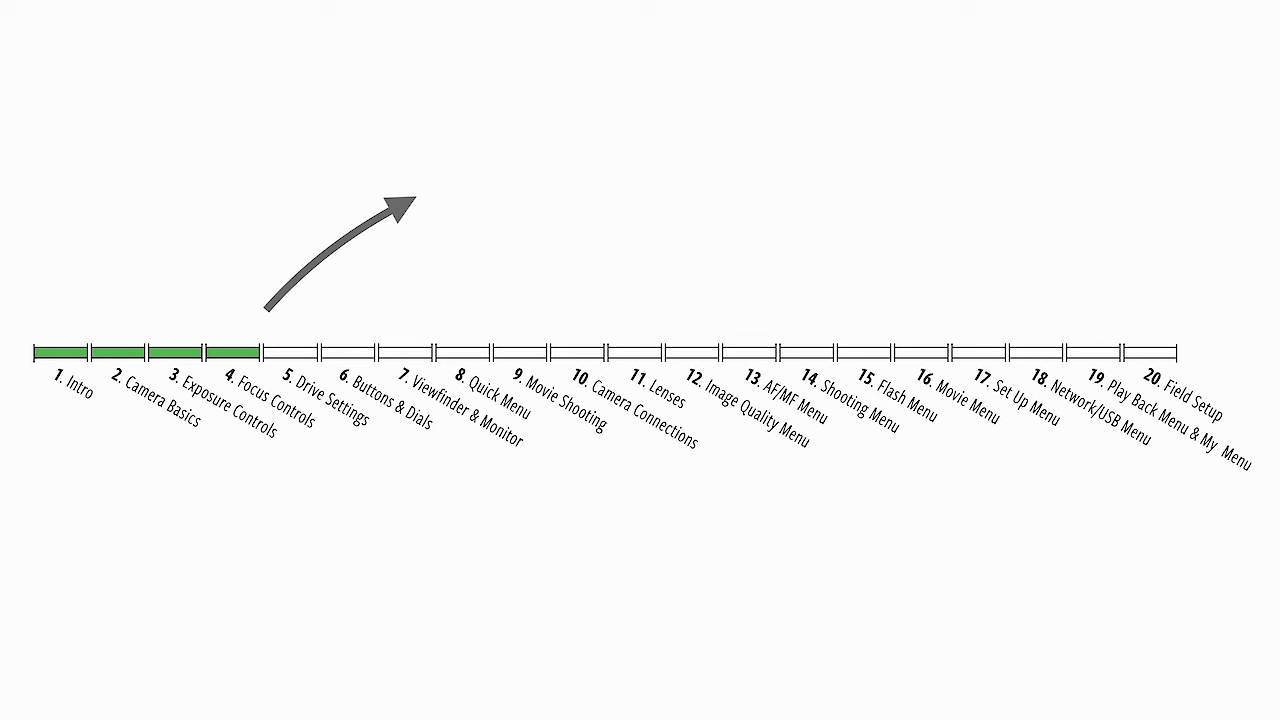 1. Intro
2. Camera Basics
3. Exposure Controls
4. Focus Controls
5. Drive Settings
6. Buttons & Dials
7. Viewfinder & Monitor
8. Quick Menu
9. Movie Shooting
10. Camera Connections
11. Lenses
12. Image Quality Menu
13. AF/MF Menu
14. Shooting Menu
15. Flash Menu
16. Movie Menu
17. Set Up Menu
18. Network/USB Menu
19. Play Back Menu & My Menu
20. Field Setup